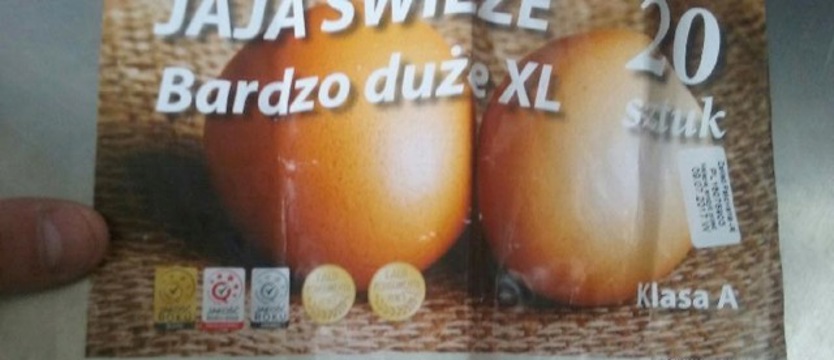 JAJA ŚWIEŻE
Bardzo duże XL
20
sztuk
Klasa A